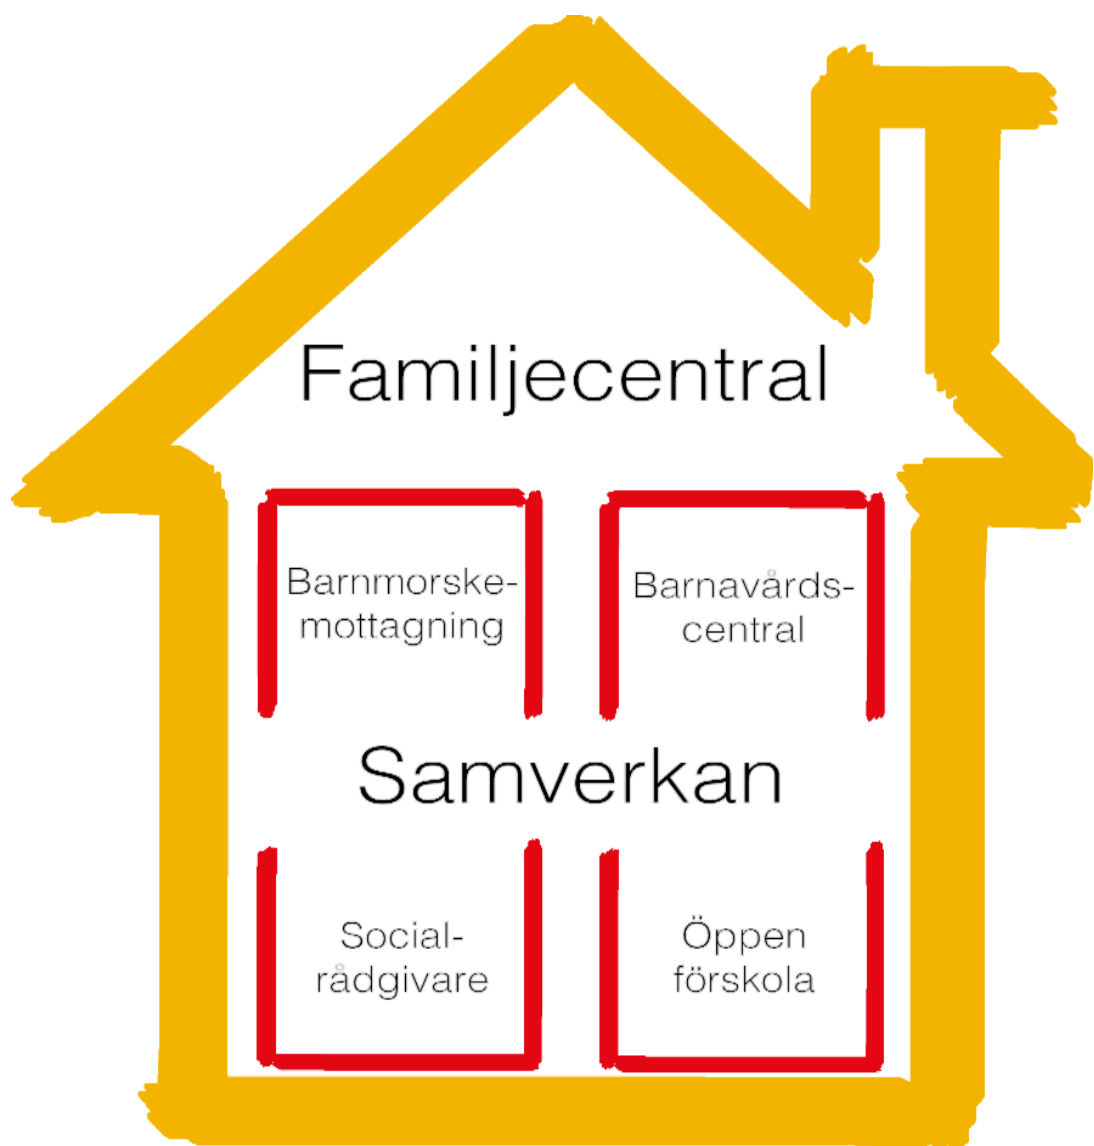 Familjecentral
Barnmorske-
mottagning
Barnavårds-
central
Samverkan
Social-
rådgivare
Öppen
förskola